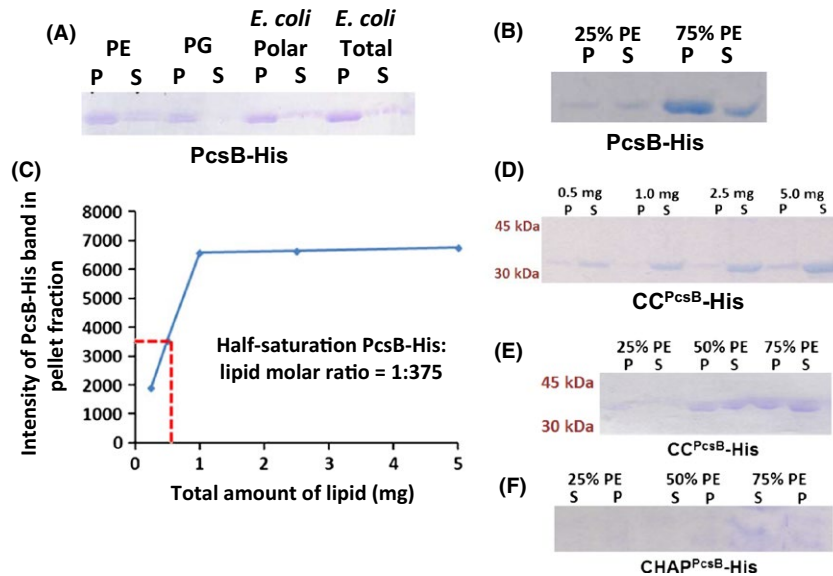 (A)
PE PG E. coli Polar E. coli Total
P S P S P S P S
PcsB-His
(B)
25% PE 75% PE
P S P S
PcsB-His
(C)
Intensity of PcsB-His band in pellet fraction
8000
7000
6000
5000
4000
3000
2000
1000
0
Half-saturation PcsB-His:
lipid molar ratio = 1:375
0 1 2 3 4 5
Total amount of lipid (mg)
(D)
0.5 mg 1.0 mg 2.5 mg 5.0 mg
P S P S P S P S
45 kDa
30 kDa
CCPcsB-His
(E)
25% PE 50% PE 75% PE
P S P S P S
45 kDa
30 kDa
CCPcsB-His
(F)
25% PE 50% PE 75% PE
S P S P S P
CHAPPcsB-His